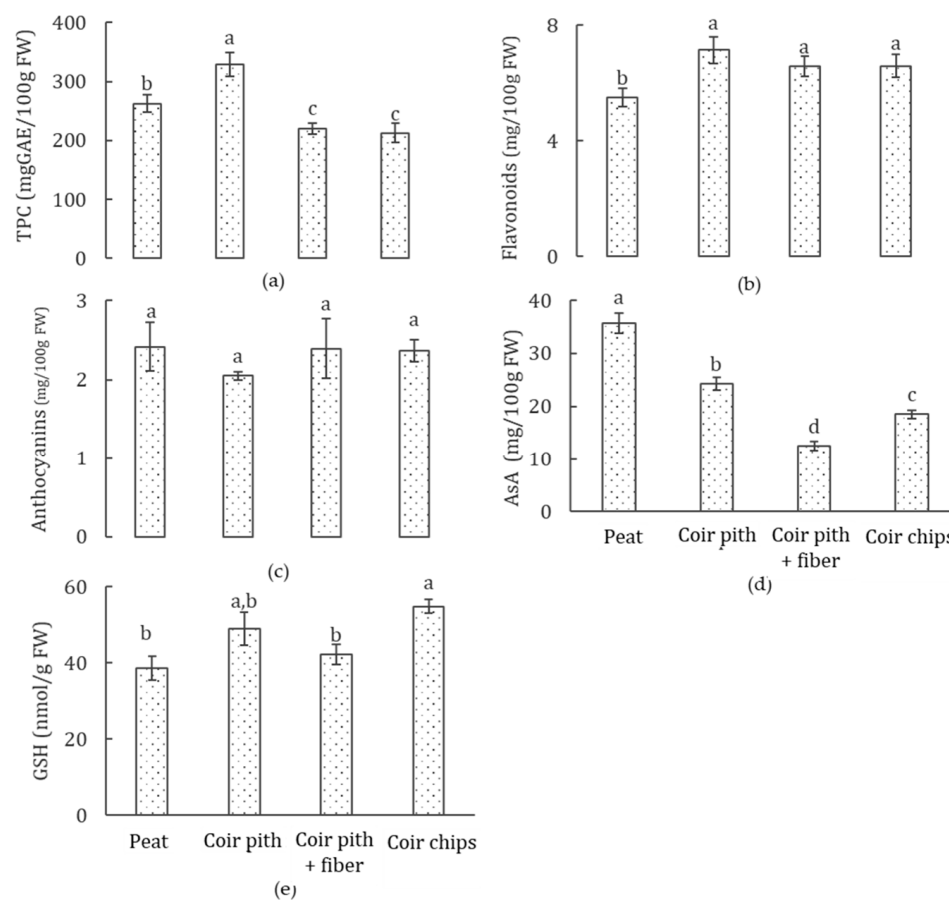 400
300
200
100
0
TPC (mgGAE/100g FW)
b
a
c
c
(a)
8
4
0
Flavonoids (mg/100g FW)
b
a
a
a
(b)
3
2
1
0
Anthocyanins (mg/100g FW)
a
a
a
a
(c)
40
30
20
10
0
AsA (mg/100g FW)
a
b
d
c
Peat
Coir pith
Coir pith
+ fiber
Coir chips
(d)
60
40
20
0
GSH (nmol/g FW)
b
a,b
b
a
Peat
Coir pith
Coir pith
+ fiber
Coir chips
(e)